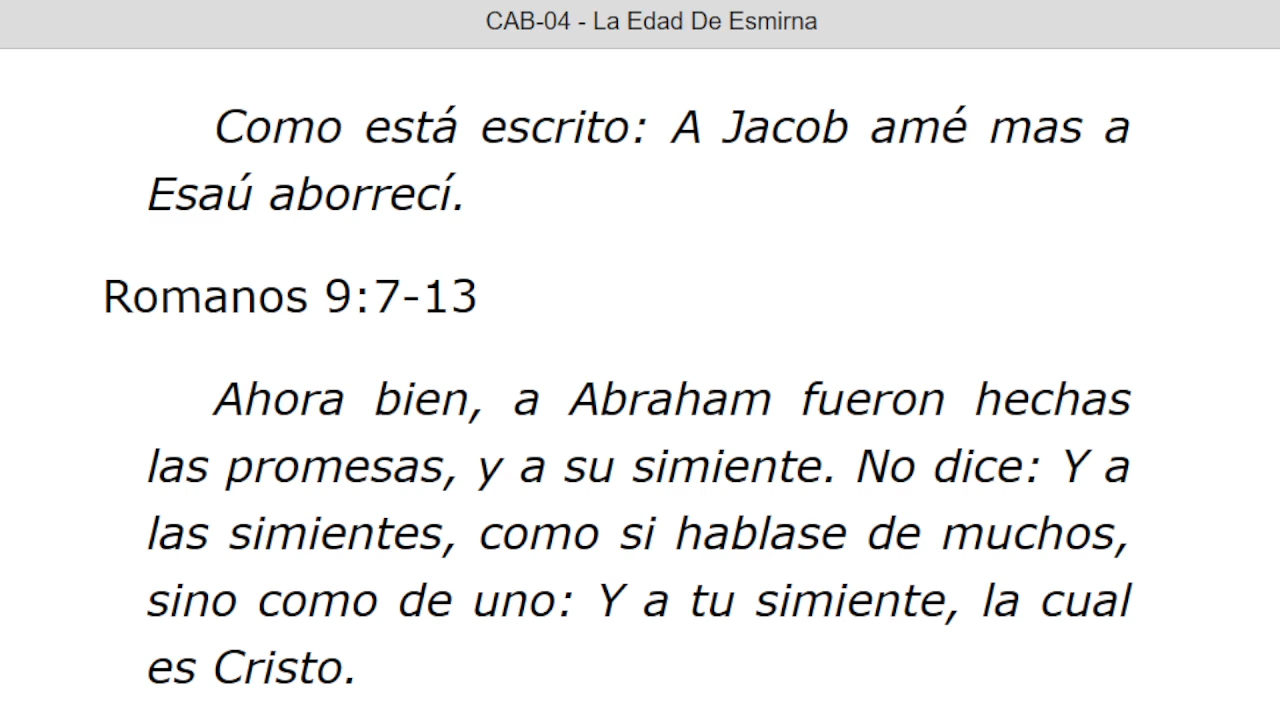 CAB-04 - La Edad De Esmirna
Como está escrito: A Jacob amé mas a
Esaú aborrecí.
Romanos 9:7-13
Ahora bien, a Abraham fueron hechas
las promesas, y a su simiente. No dice: Y a
las simientes, como si hablase de muchos,
sino como de uno: Y a tu simiente, la cual
es Cristo.